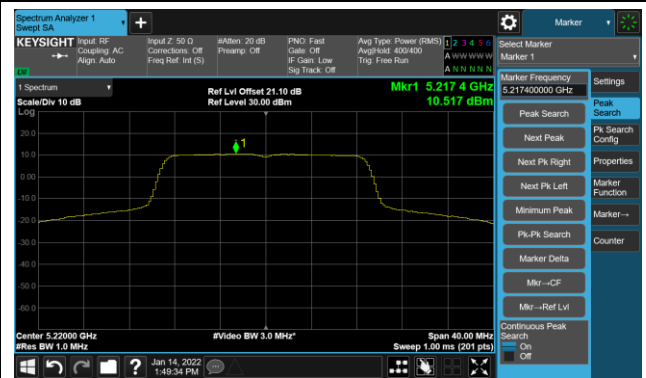 Spectrum Analyzer 1
Swept SA
+
Marker
KEYSIGHT Input: RF
Coupling: AC
Align: Auto
Input Z: 50 Ω
Corrections: Off
Freq Ref: Int (S)
#Atten: 20 dB
Preamp: Off
PNO: Fast
Gate: Off
IF Gain: Low
Sig Track: Off
Avg Type: Power (RMS)
Avg|Hold: 400/400
Trig: Free Run
1 2 3 4 5 6
A W W W W W
A N N N N N
Select Marker
Marker 1
LW
1 Spectrum
Scale/Div 10 dB
Log
Ref Lvl Offset 21.10 dB
Ref Level 30.00 dBm
Mkr1 5.217 4 GHz
10.517 dBm
1
20.0
10.0
0.00
-10.0
-20.0
-30.0
-40.0
-50.0
-60.0
Center 5.22000 GHz
#Res BW 1.0 MHz
#Video BW 3.0 MHz*
Span 40.00 MHz
Sweep 1.00 ms (201 pts)
Marker Frequency
5.217400000 GHz
Peak Search
Next Peak
Next Pk Right
Next Pk Left
Minimum Peak
Pk-Pk Search
Marker Delta
Mkr→CF
Mkr→Ref Lvl
Continuous Peak
Search
On
Off
Settings
Peak
Search
Pk Search
Config
Properties
Marker
Function
Marker→
Counter
?
Jan 14, 2022
1:49:34 PM